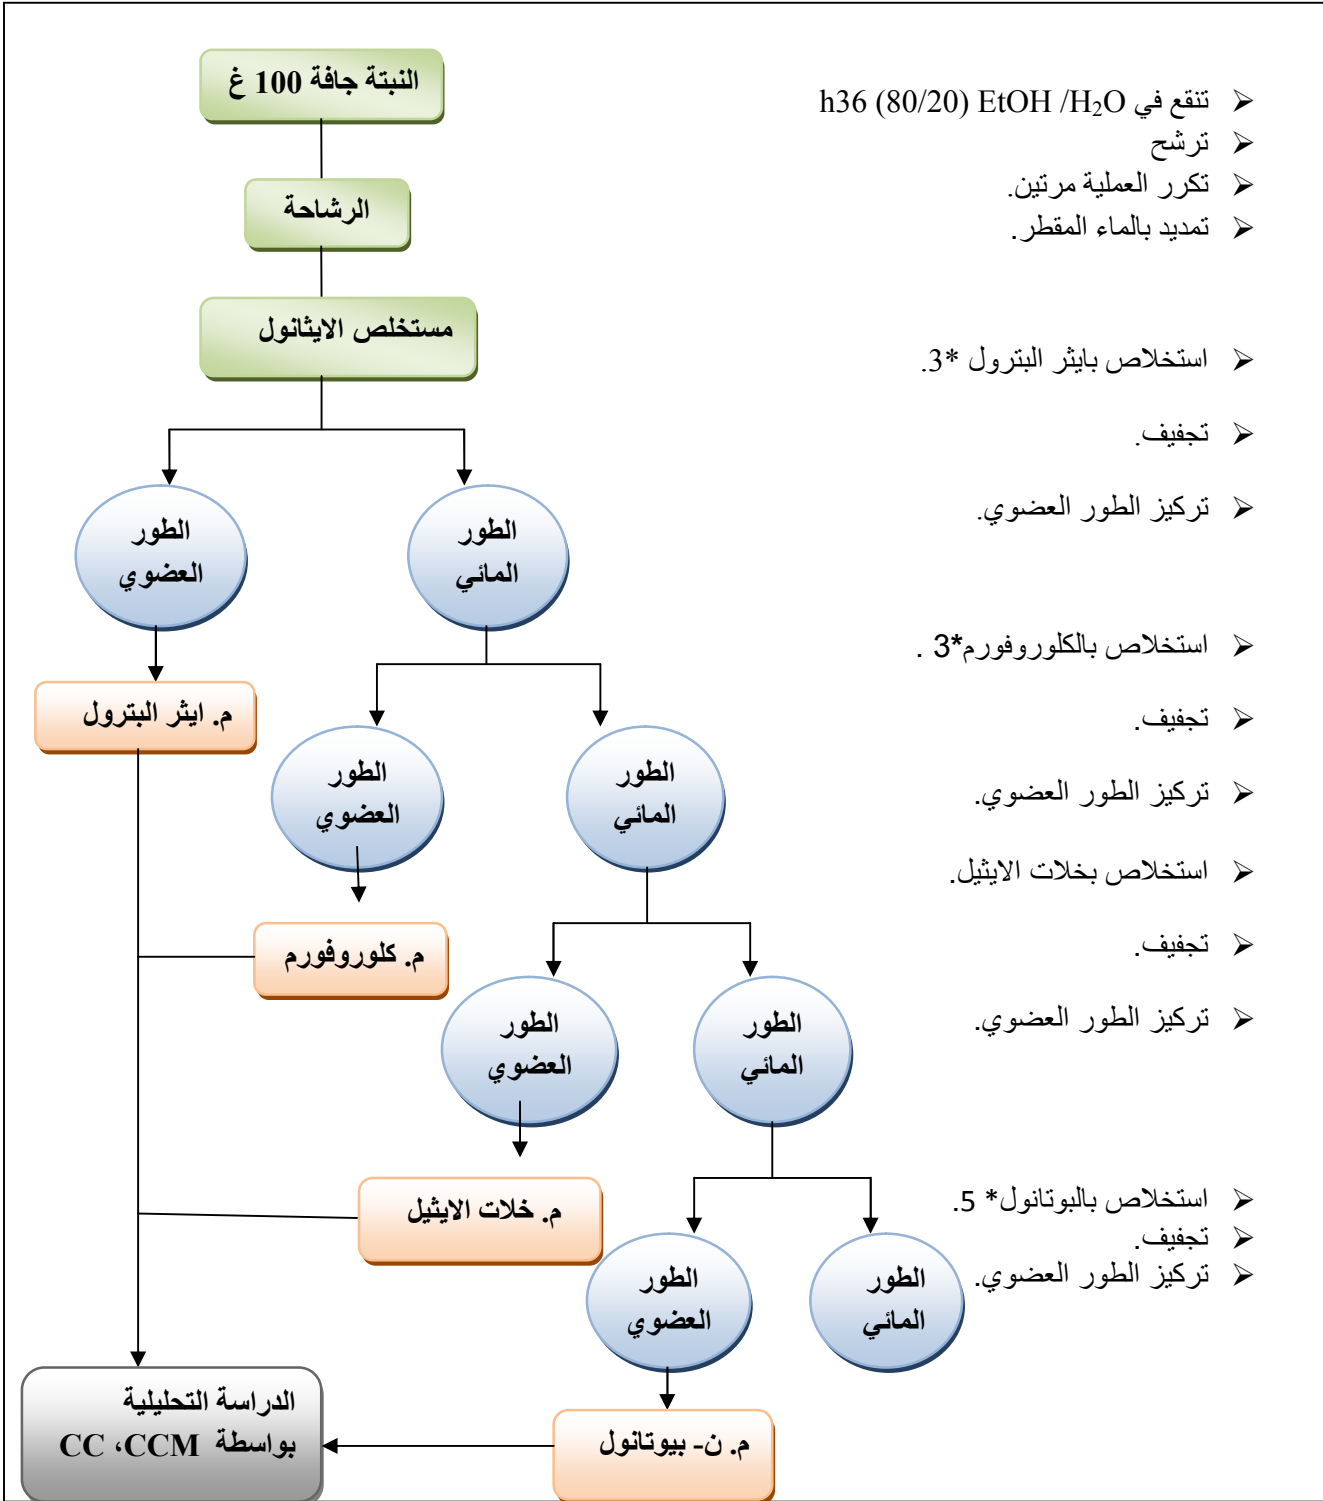 النبتة جافة 100 غ
الرشاحة
مستخلص الايثانول
تنقع في h36 (80/20) EtOH /H₂O
ترشح
تكرر العملية مرتين.
تمديد بالماء المقطر.
استخلاص بايثر البترول *3.
تجفيف.
تركيز الطور العضوي.
الطور
المائي
الطور
العضوي
م. ايثر البترول
استخلاص بالكلوروفورم*3 .
تجفيف.
تركيز الطور العضوي.
الطور
المائي
الطور
العضوي
م. كلوروفورم
استخلاص بخلات الايثيل.
تجفيف.
تركيز الطور العضوي.
الطور
المائي
الطور
العضوي
م. خلات الايثيل
استخلاص بالبوتانول* 5.
تجفيف.
تركيز الطور العضوي.
الطور
المائي
الطور
العضوي
م. ن- بيوتانول
الدراسة التحليلية
بواسطة CC ،CCM